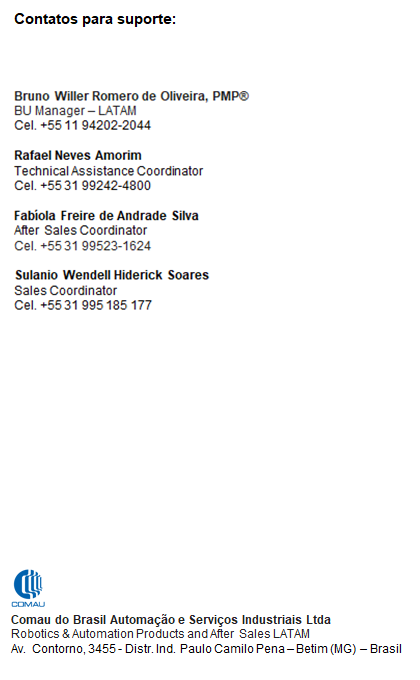 Contatos para suporte:
Bruno Willer Romero de Oliveira, PMP®
BU Manager – LATAM
Cel. +55 11 94202-2044
Rafael Neves Amorim
Technical Assistance Coordinator
Cel. +55 31 99242-4800
Fabíola Freire de Andrade Silva
After Sales Coordinator
Cel. +55 31 99523-1624
Sulanio Wendell Hiderick Soares
Sales Coordinator
Cel. +55 31 995 185 177
COMAU
Comau do Brasil Automação e Serviços Industriais Ltda
Robotics & Automation Products and After Sales LATAM
Av. Contorno, 3455 - Distr. Ind. Paulo Camilo Pena – Betim (MG) – Brasil